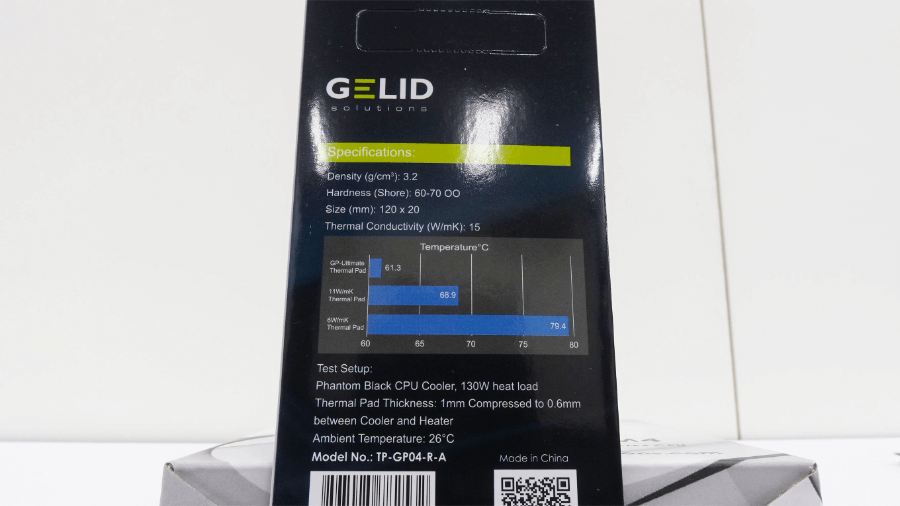 GELID
solutions
Specifications:
Density (g/cm³): 3.2
Hardness (Shore): 60-70 OO
Size (mm): 120 x 20
Thermal Conductivity (W/mK): 15
Temperature°C
GP-Ultimate
Thermal Pad
61.3
11W/mK
Thermal Pad
68.9
6W/mK
Thermal Pad
79.4
60 65 70 75 80
Test Setup:
Phantom Black CPU Cooler, 130W heat load
Thermal Pad Thickness: 1mm Compressed to 0.6mm
between Cooler and Heater
Ambient Temperature: 26°C
Model No.: TP-GP04-R-A
Made in China